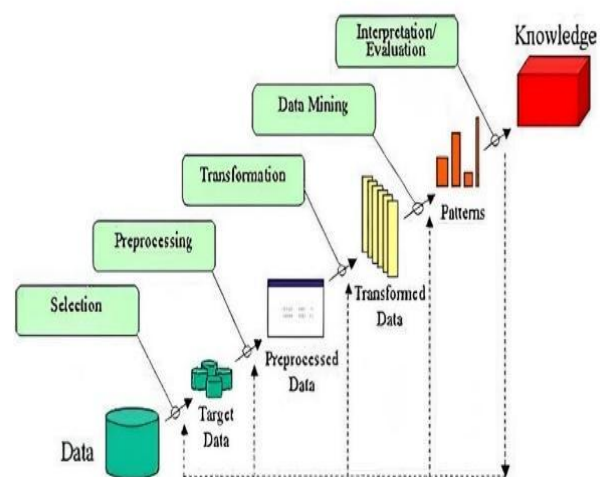 Interpretation/
Evaluation
Knowledge
Data Mining
Transformation
Patterns
Preprocessing
Transformed
Data
Selection
Preprocessed
Data
Target
Data
Data